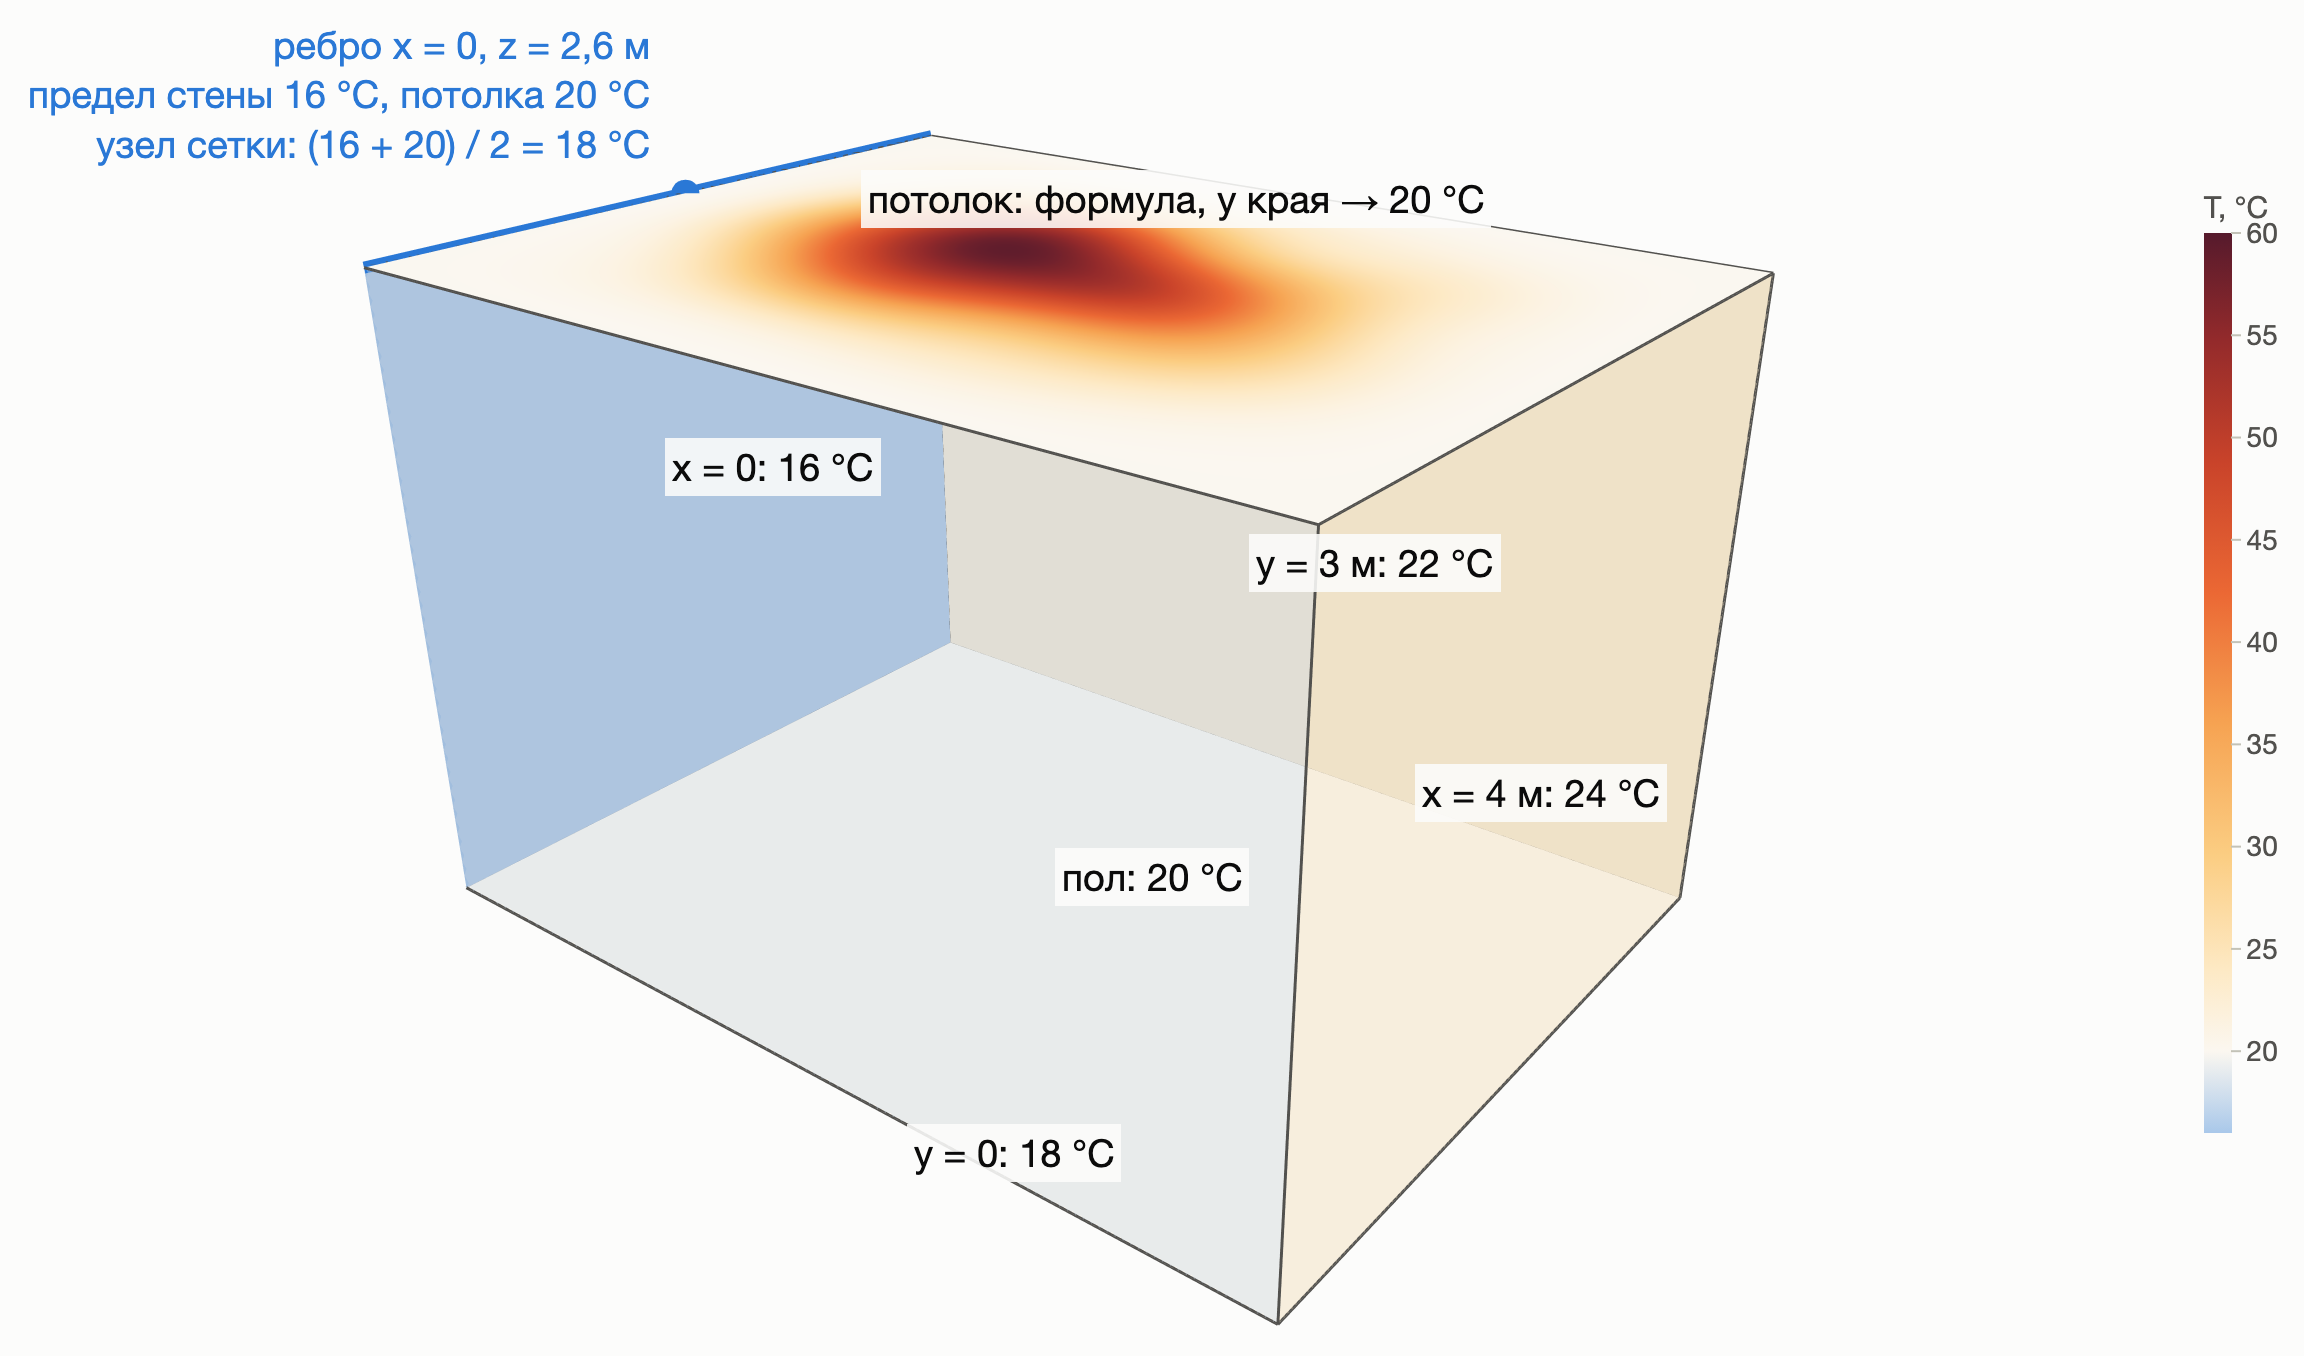 ребро x = 0, z = 2,6 м
предел стены 16 °C, потолка 20 °C
узел сетки: (16 + 20) / 2 = 18 °C
потолок: формула, у края → 20 °C
x = 0: 16 °C
y = 3 м: 22 °C
x = 4 м: 24 °C
пол: 20 °C
y = 0: 18 °C
T, °C
60
55
50
45
40
35
30
25
20